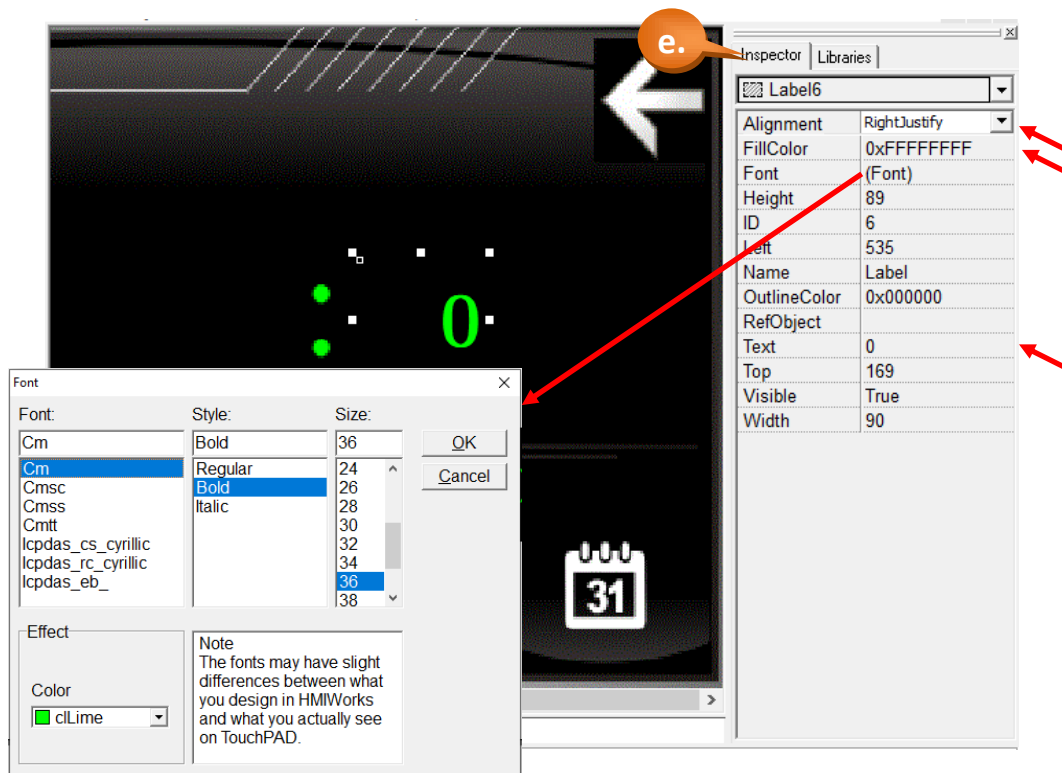 e.
Inspector Libraries
Label6
Alignment RightJustify
FillColor 0xFFFFFFFF
Font (Font)
Height 89
ID 6
Left 535
Name Label
OutlineColor 0x000000
RefObject
Text 0
Top 169
Visible True
Width 90
0
31
Font
Font: Style: Size:
Cm Bold 36 OK
Cancel
Cm Regular 24
Cmsc Bold 26
Cmss Italic 28
Cmtt 30
Icpdas_cs_cyrillic 32
Icpdas_rc_cyrillic 34
Icpdas_eb_ 36
38
Effect
Color
clLime
Note
The fonts may have slight
differences between what
you design in HMIWorks
and what you actually see
on TouchPAD.